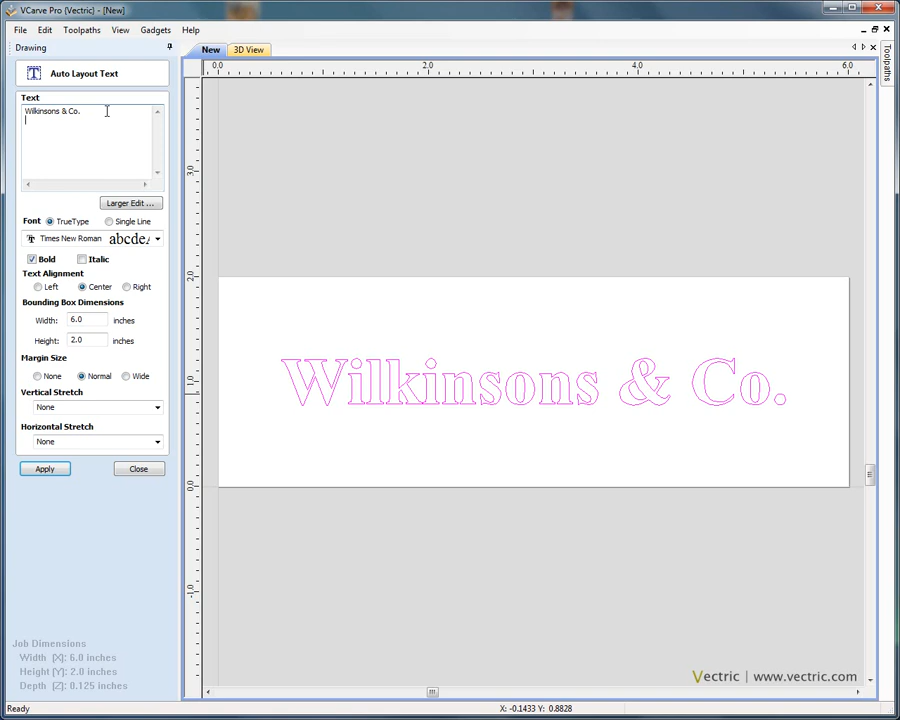 VCarve Pro {Vectric} - [New]
File Edit Toolpaths View Gadgets Help
Drawing
New 3D View
Toolpaths
Auto Layout Text
0.0 2.0 4.0 6.0
Text
Wilkinsons & Co.
3.0
Larger Edit ...
Font TrueType Single Line
Times New Roman abcdeA
Bold Italic
Text Alignment
Left Center Right
2.0
Bounding Box Dimensions
Width: 6.0 inches
Height: 2.0 inches
Margin Size
None Normal Wide
1.0
Wilkinsons & Co.
Vertical Stretch
None
Horizontal Stretch
None
Apply Close
0.0
-1.0
Job Dimensions
Width [X]: 6.0 inches
Height [Y]: 2.0 inches
Depth [Z]: 0.125 inches
Vectric | www.vectric.com
Ready X: -0.1433 Y: 0.8828